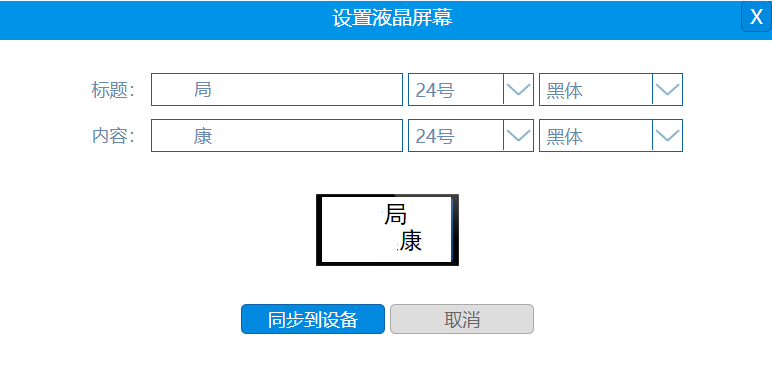 设置液晶屏幕 X
标题： 局 24号 黑体
内容： 康 24号 黑体
局
康
同步到设备 取消